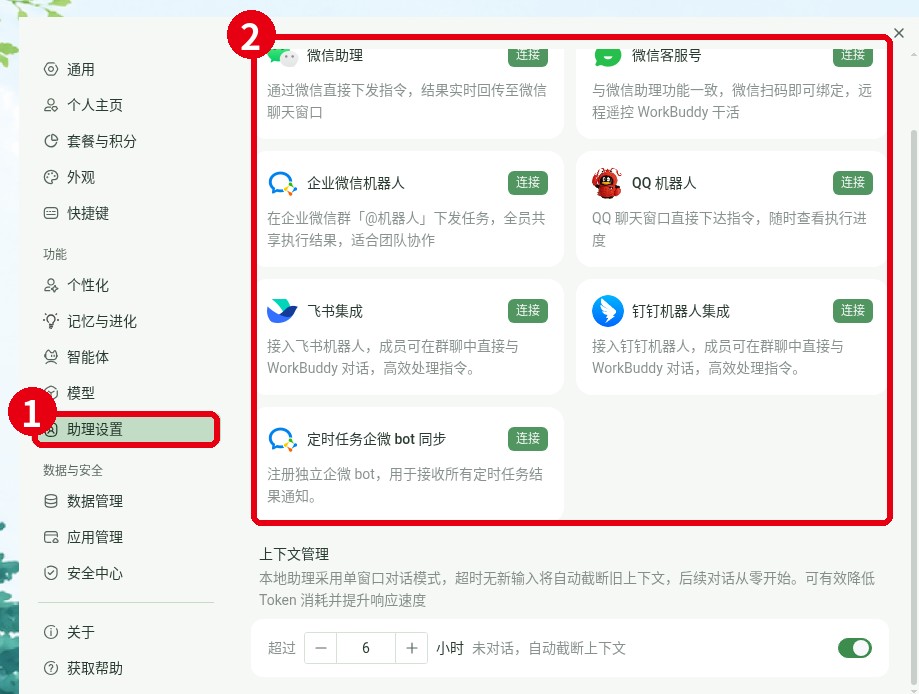 通用
个人主页
套餐与积分
外观
快捷键
功能
个性化
记忆与进化
智能体
模型
1
助理设置
数据与安全
数据管理
应用管理
安全中心
关于
获取帮助
2
微信助理
连接
通过微信直接下发指令，结果实时回传至微信
聊天窗口
微信客服号
连接
与微信助理功能一致，微信扫码即可绑定，远
程遥控 WorkBuddy 干活
企业微信机器人
连接
在企业微信群「@机器人」下发任务，全员共
享执行结果，适合团队协作
QQ 机器人
连接
QQ 聊天窗口直接下达指令，随时查看执行进
度
飞书集成
连接
接入飞书机器人，成员可在群聊中直接与
WorkBuddy 对话，高效处理指令。
钉钉机器人集成
连接
接入钉钉机器人，成员可在群聊中直接与
WorkBuddy 对话，高效处理指令。
定时任务企微 bot 同步
连接
注册独立企微 bot，用于接收所有定时任务结
果通知。
上下文管理
本地助理采用单窗口对话模式，超时无新输入将自动截断旧上下文，后续对话从零开始。可有效降低
Token 消耗并提升响应速度
超过 — 6 + 小时 未对话，自动截断上下文